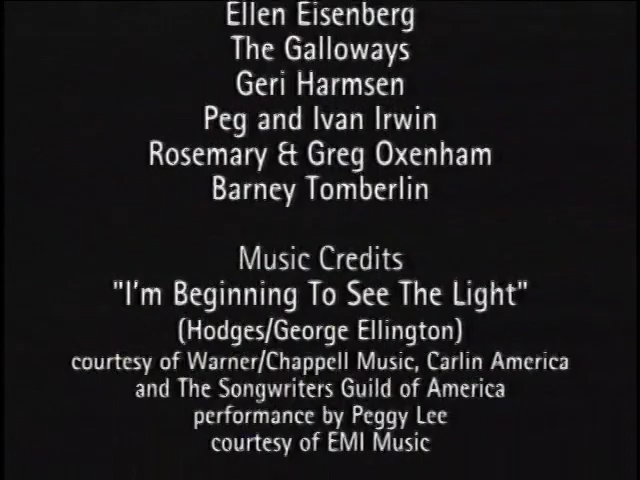 Ellen Eisenberg
The Galloways
Geri Harmsen
Peg and Ivan Irwin
Rosemary & Greg Oxenham
Barney Tomberlin
Music Credits
"I'm Beginning To See The Light"
(Hodges/George Ellington)
courtesy of Warner/Chappell Music, Carlin America
and The Songwriters Guild of America
performance by Peggy Lee
courtesy of EMI Music